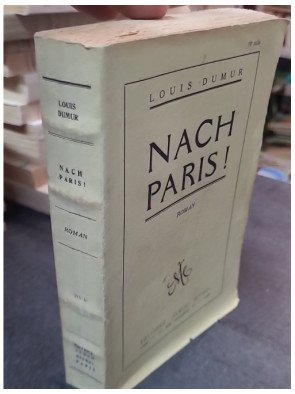 LOUIS
DUMUR
NACH
PARIS!
ROMAN
LOUIS DUMUR
NACH
PARIS!
ROMAN